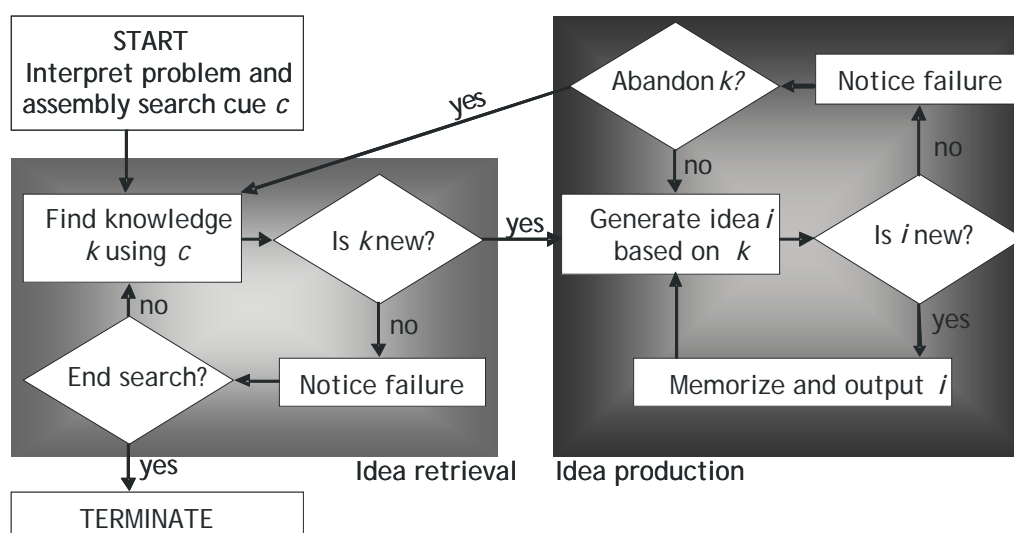 START
Interpret problem and
assembly search cue c
Abandon k?
Notice failure
yes
no
no
Find knowledge
k using c
Is k new?
yes
Generate idea i
based on k
Is i new?
no
no
yes
End search?
Notice failure
Memorize and output i
yes
Idea retrieval
Idea production
TERMINATE